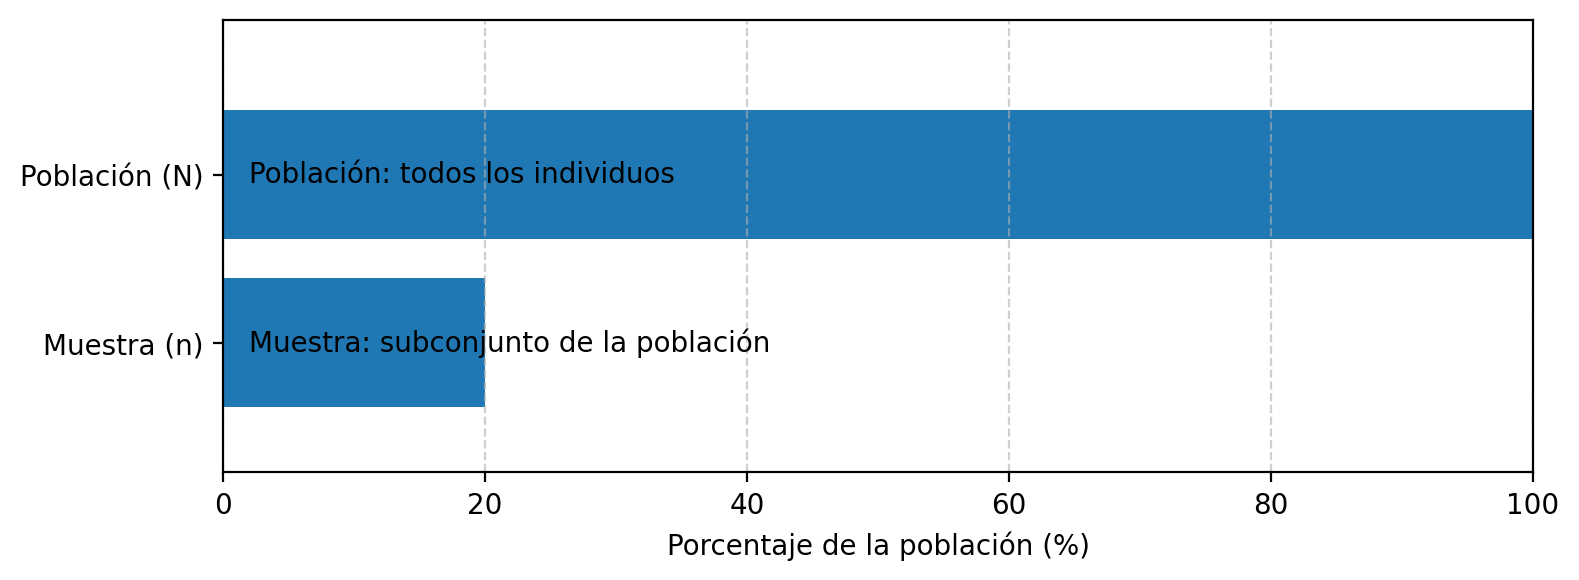 Población (N)
Población: todos los individuos
Muestra (n)
Muestra: subconjunto de la población
0 20 40 60 80 100
Porcentaje de la población (%)